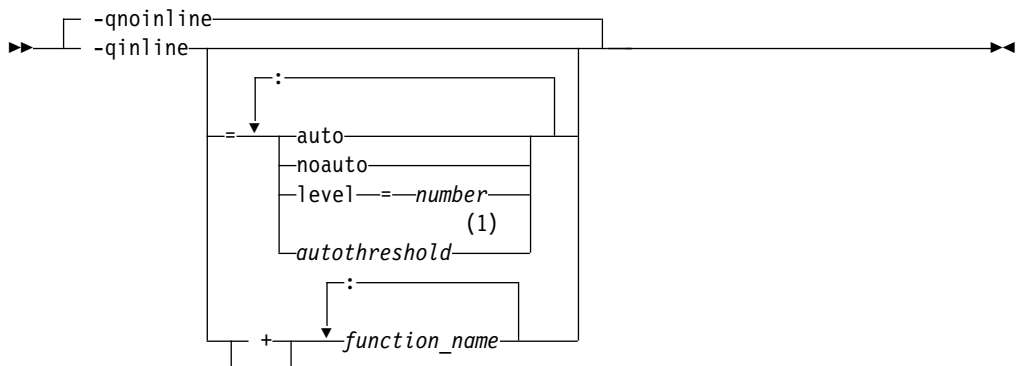 -qnoinline
-qinline
:
= auto
noauto
level = number
(1)
autothreshold
:
+ function_name